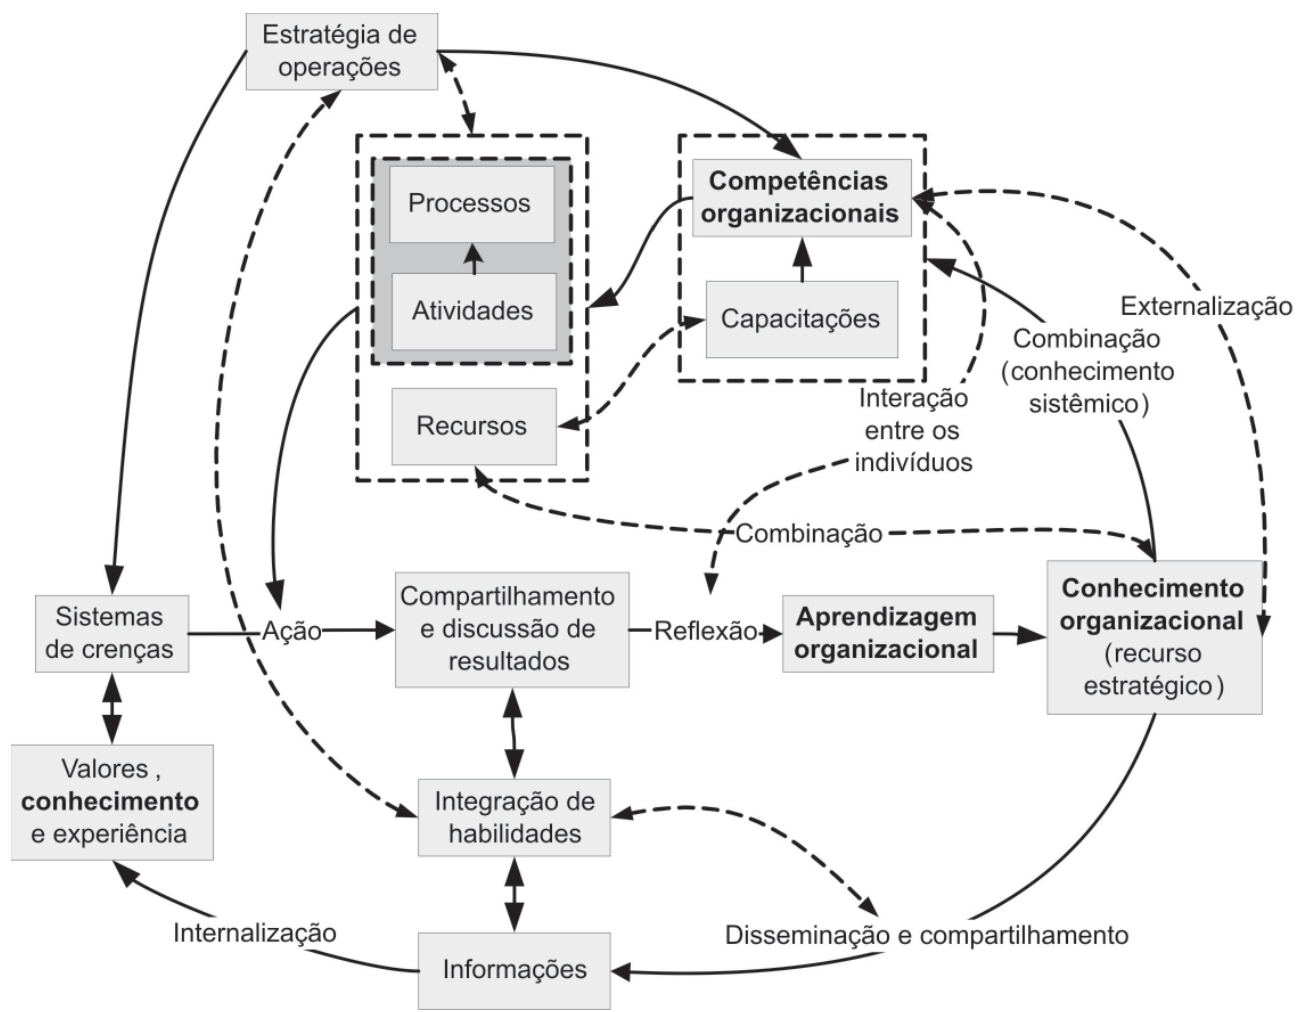 Estratégia de
operações
Processos
Atividades
Recursos
Competências
organizacionais
Capacitações
Externalização
Combinação
(conhecimento
sistêmico)
Interação
entre os
indivíduos
Combinação
Sistemas
de crenças
Ação
Compartilhamento
e discussão de
resultados
Reflexão
Aprendizagem
organizacional
Conhecimento
organizacional
(recurso
estratégico)
Valores,
conhecimento
e experiência
Integração de
habilidades
Internalização
Informações
Disseminação e compartilhamento